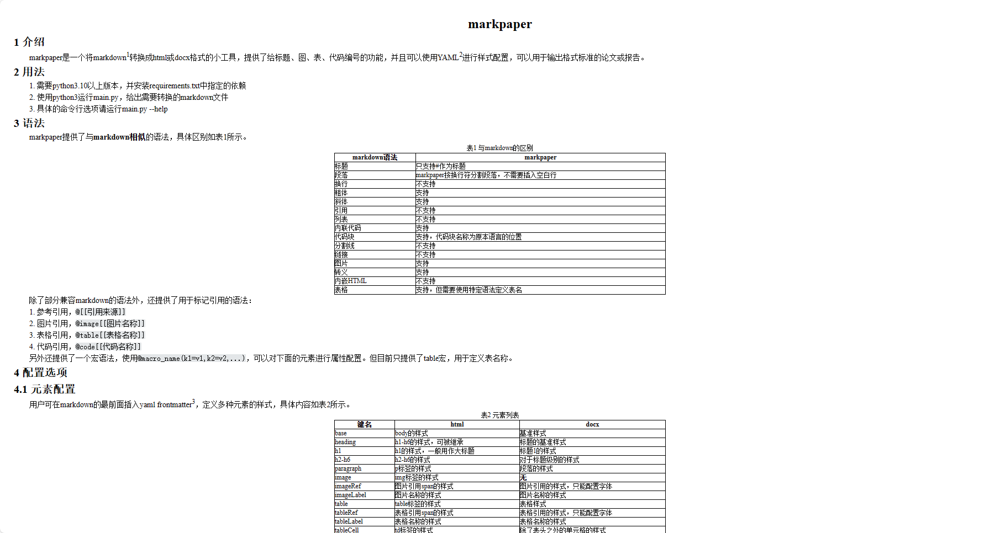 markpaper
1 介绍
markpaper是一个将markdown1转换成html或docx格式的小工具，提供了给标题、图、表、代码编号的功能，并且可以使用YAML2进行样式配置，可以用于输出格式标准的论文或报告。
2 用法
1. 需要python3.10以上版本，并安装requirements.txt中指定的依赖
2. 使用python3运行main.py，给出需要转换的markdown文件
3. 具体的命令行选项请运行main.py --help
3 语法
markpaper提供了与markdown相似的语法，具体区别如表1所示。
表1 与markdown的区别
markdown语法 markpaper
标题 只支持#作为标题
段落 markpaper按换行符分割段落，不需要插入空白行
换行 不支持
粗体 支持
斜体 支持
引用 不支持
列表 不支持
内联代码 支持
代码块 支持，代码块名称为原本语言的位置
分割线 不支持
链接 不支持
图片 支持
转义 支持
内嵌HTML 不支持
表格 支持，但需要使用特定语法定义表名
除了部分兼容markdown的语法外，还提供了用于标记引用的语法：
1. 参考引用，@[[引用来源]]
2. 图片引用，@image[[图片名称]]
3. 表格引用，@table[[表格名称]]
4. 代码引用，@code[[代码名称]]
另外还提供了一个宏语法，使用@macro_name(k1=v1,k2=v2,...)，可以对下面的元素进行属性配置。但目前只提供了table宏，用于定义表名称。
4 配置选项
4.1 元素配置
用户可在markdown的最前面插入yaml frontmatter3，定义多种元素的样式，具体内容如表2所示。
表2 元素列表
键名 html docx
base body的样式 基准样式
heading h1-h6的样式，可被继承 标题的基准样式
h1 h1的样式，一般用作大标题 标题1的样式
h2-h6 h2-h6的样式 对于标题级别的样式
paragraph p标签的样式 段落的样式
image img标签的样式 无
imageRef 图片引用span的样式 图片引用的样式，只能配置字体
imageLabel 图片名称的样式 图片名称的样式
table table标签的样式 表格样式
tableRef 表格引用span的样式 表格引用的样式，只能配置字体
tableLabel 表格名称的样式 表格名称的样式
tableCell td标签的样式 除了表头之外的单元格的样式